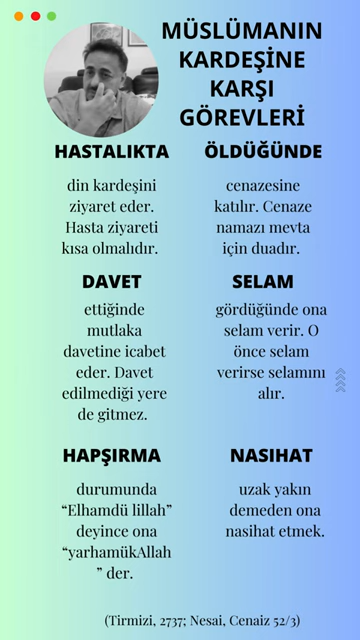 MÜSLÜMANIN
KARDEŞİNE
KARŞI
GÖREVLERİ
HASTALIKTA
din kardeşini
ziyaret eder.
Hasta ziyareti
kısa olmalıdır.
ÖLDÜĞÜNDE
cenazesine
katılır. Cenaze
namazı mevta
için duadır.
DAVET
ettiğinde
mutlaka
davetine icabet
eder. Davet
edilmediği yere
de gitmez.
SELAM
gördüğünde ona
selam verir. O
önce selam
verirse selamını
alır.
HAPŞIRMA
durumunda
“Elhamdü lillah”
deyince ona
“yarhamükAllah
” der.
NASIHAT
uzak yakın
demeden ona
nasihat etmek.
(Tirmizi, 2737; Nesai, Cenaiz 52/3)